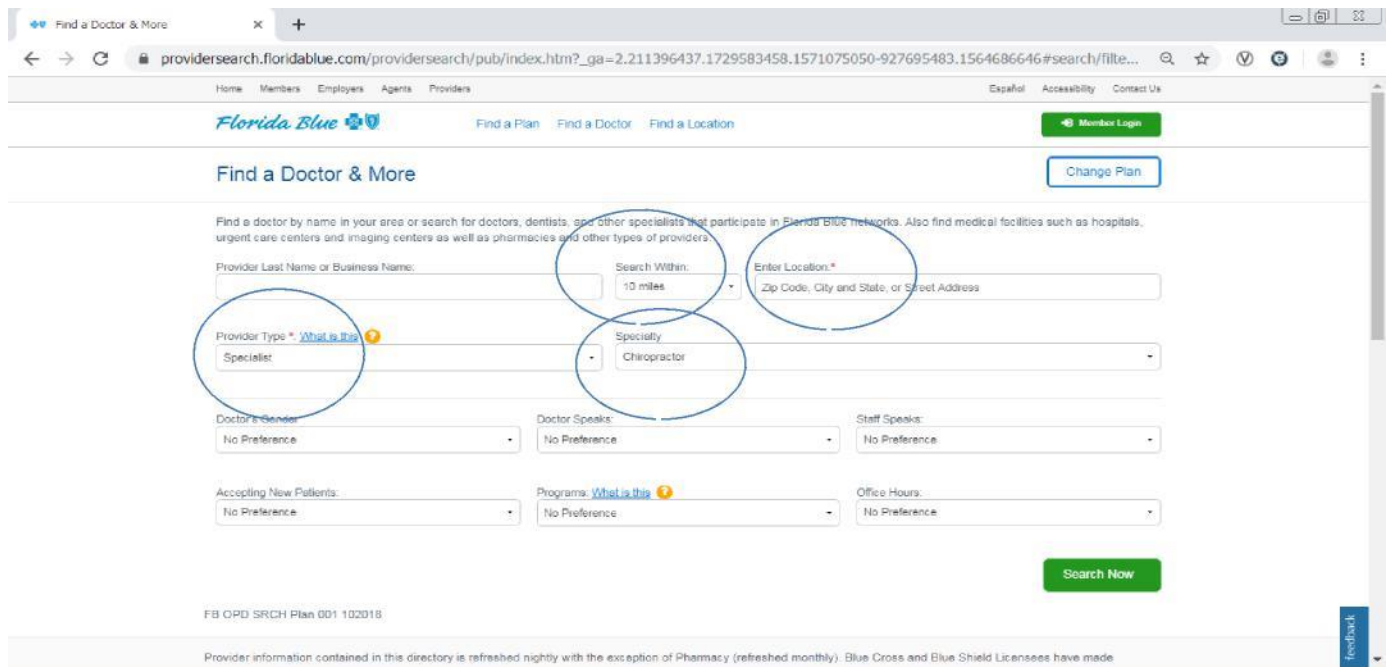 Find a Doctor & More
providersearch.floridablue.com/providersearch/pub/index.htm?_ga=2.211396437.1729583458.1571075050-927695483.1564686646#search/filte...
Home Members Employers Agents Providers Español Accessibility Contact Us
Florida Blue Find a Plan Find a Doctor Find a Location Member Login
Find a Doctor & More Change Plan
Find a doctor by name in your area or search for doctors, dentists, and other specialists that participate in Florida Blue networks. Also find medical facilities such as hospitals,
urgent care centers and imaging centers as well as pharmacies and other types of providers.
Provider Last Name or Business Name: Search Within: Enter Location:*
10 miles Zip Code, City and State, or Street Address
Provider Type *: What is this ? Specialty
Specialist Chiropractor
Doctor's Gender Doctor Speaks: Staff Speaks:
No Preference No Preference No Preference
Accepting New Patients: Programs: What is this ? Office Hours:
No Preference No Preference No Preference
Search Now
FB OPD SRCH Plan 001 102018
feedback
Provider information contained in this directory is refreshed nightly with the exception of Pharmacy (refreshed monthly). Blue Cross and Blue Shield Licensees have made